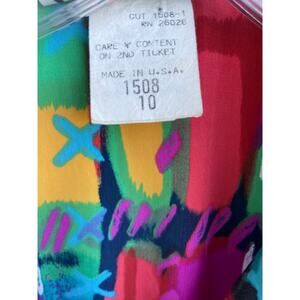 CUT 1508-1
RN 26026
CARE & CONTENT
ON 2ND TICKET
MADE IN U.S.A.
1508
10